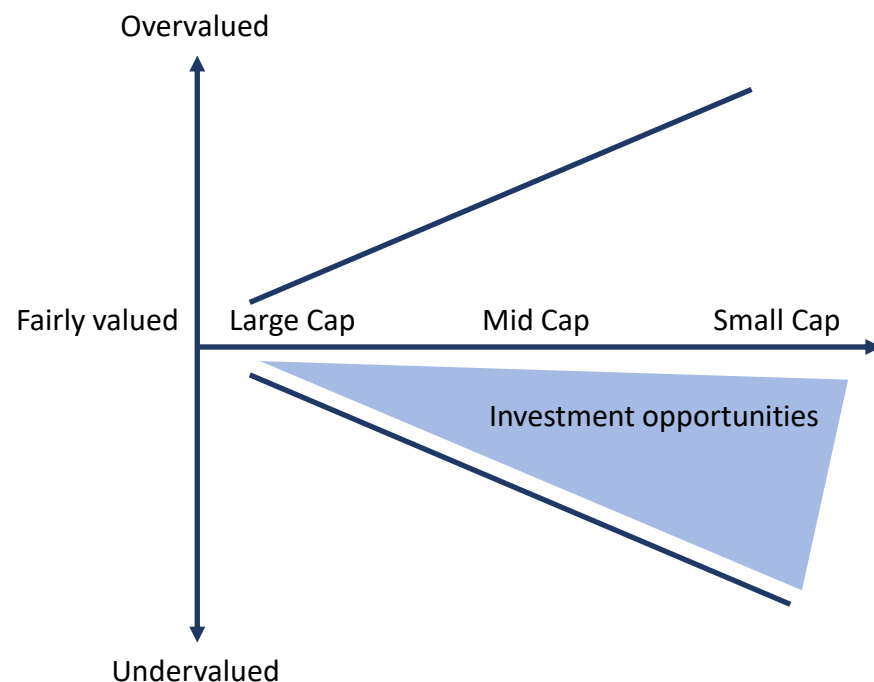 Overvalued
Fairly valued
Large Cap
Mid Cap
Small Cap
Investment opportunities
Undervalued